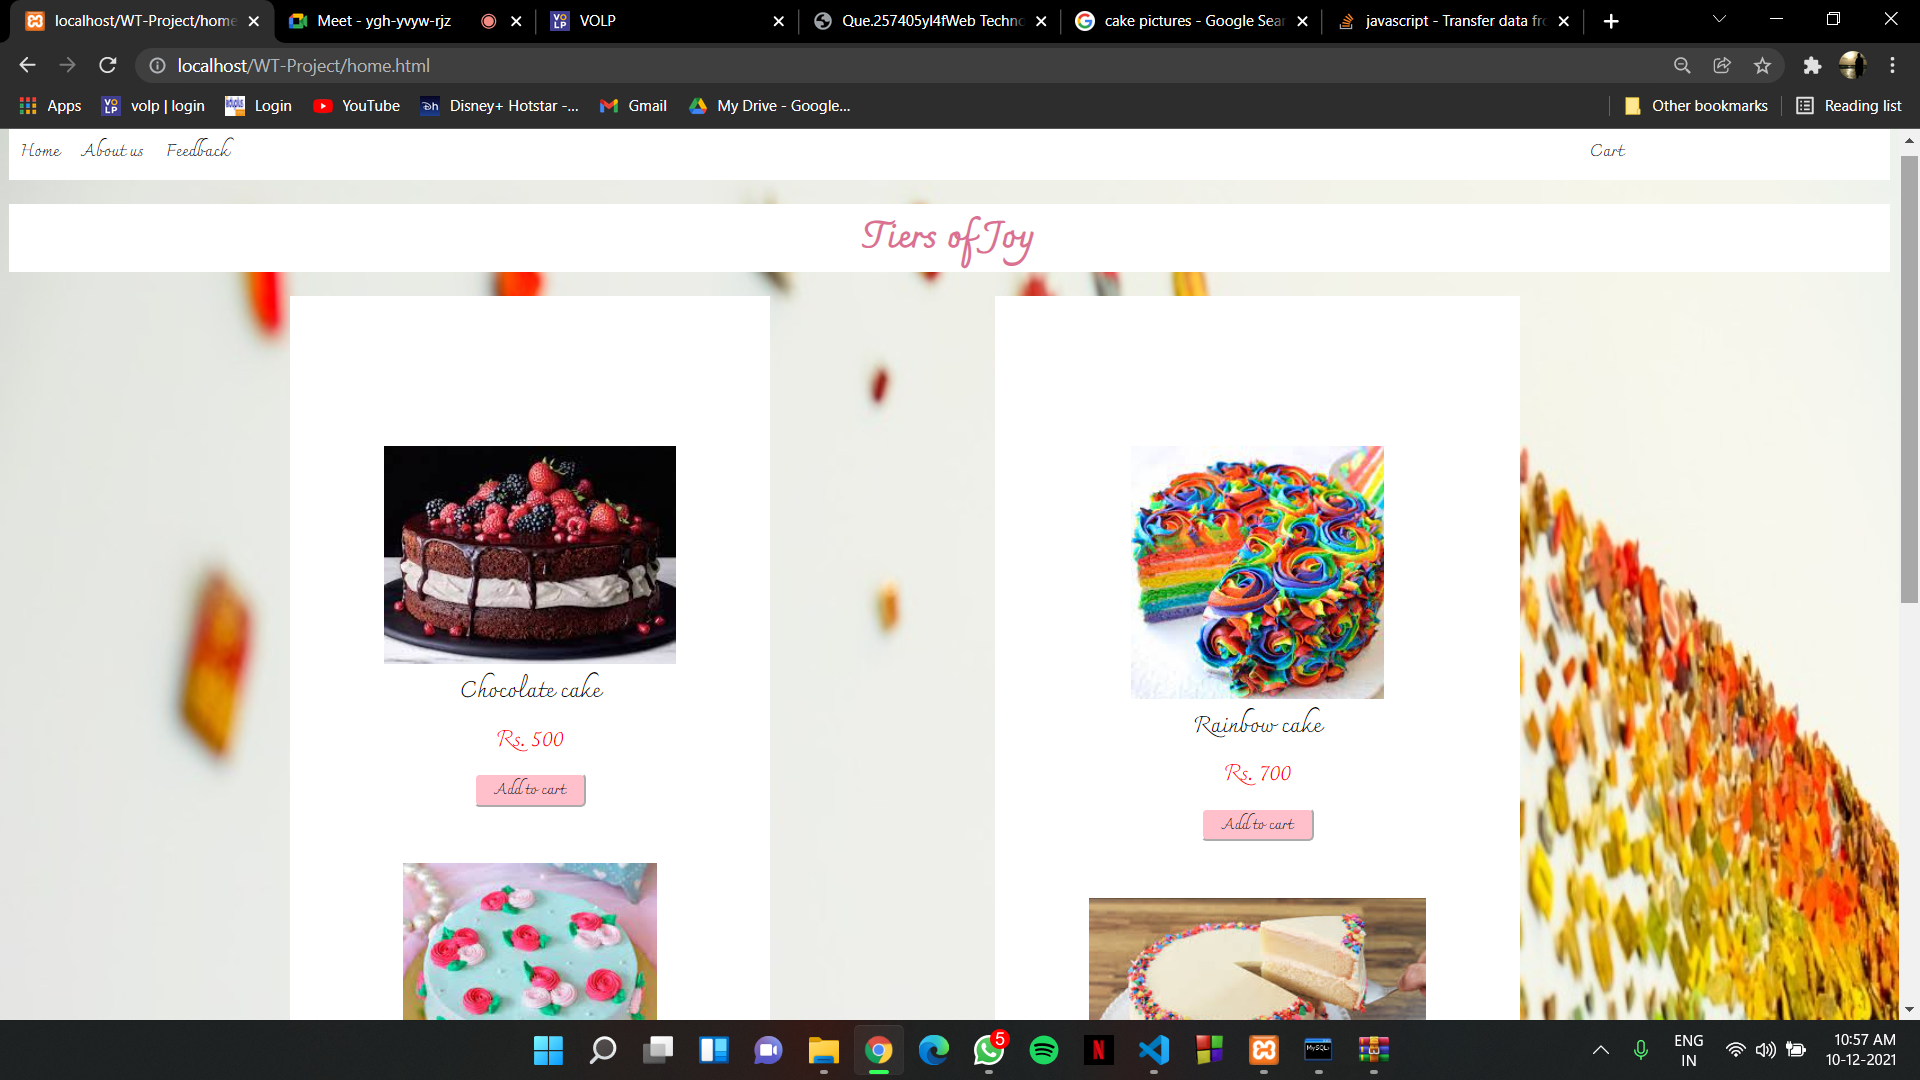 localhost/WT-Project/home
Meet - ygh-yvyw-rjz
VOLP
Que.257405yl4fWeb Techno
cake pictures - Google Sear
javascript - Transfer data fro
localhost/WT-Project/home.html
Apps
volp | login
Login
YouTube
Disney+ Hotstar -...
Gmail
My Drive - Google...
Other bookmarks
Reading list
Home
About us
Feedback
Cart
Tiers of Joy
Chocolate cake
Rs. 500
Add to cart
Rainbow cake
Rs. 700
Add to cart
5
ENG
IN
10:57 AM
10-12-2021